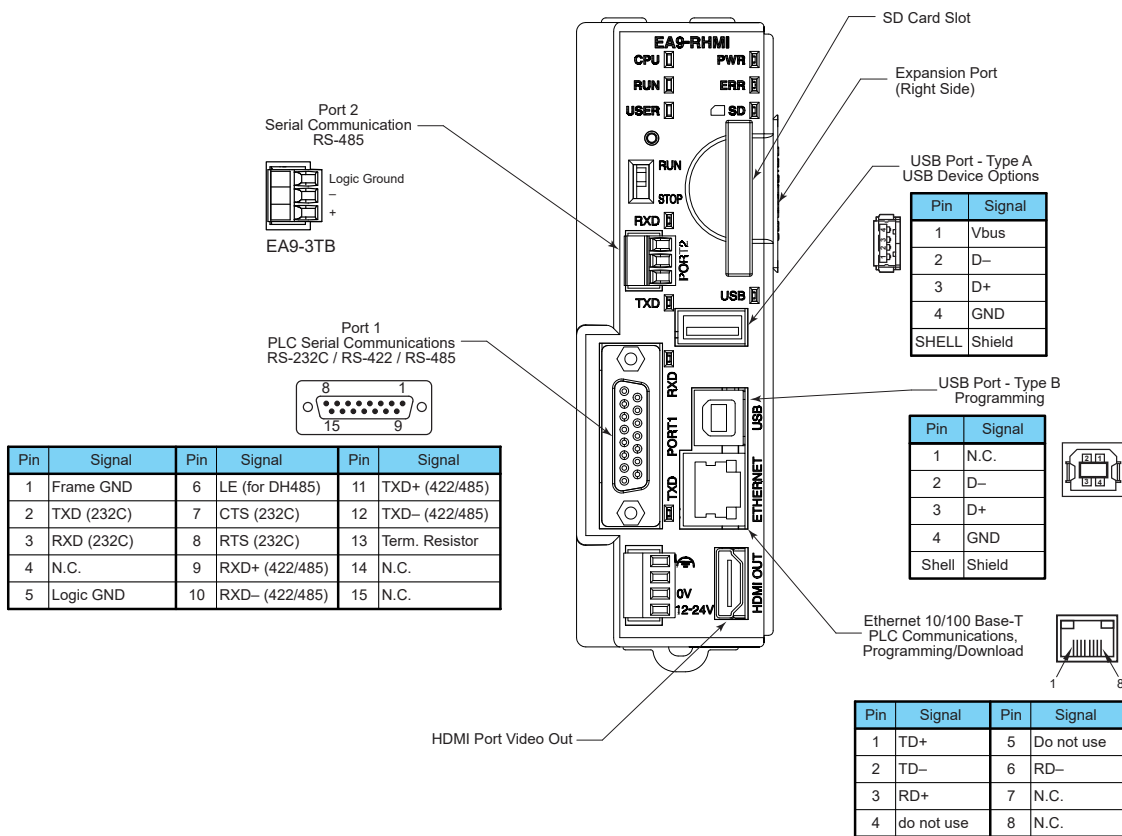 SD Card Slot
EA9-RHMI
CPU PWR
RUN ERR
USER SD
Expansion Port
(Right Side)
Port 2
Serial Communication
RS-485
Logic Ground
–
+
EA9-3TB
RUN
STOP
RXD
PORT2
TXD
USB
USB Port - Type A
USB Device Options
Pin Signal
1 Vbus
2 D–
3 D+
4 GND
SHELL Shield
4 3 2 1
Port 1
PLC Serial Communications
RS-232C / RS-422 / RS-485
8 1
15 9
RXD
PORT1
TXD
USB
ETHERNET
USB Port - Type B
Programming
Pin Signal
1 N.C.
2 D–
3 D+
4 GND
Shell Shield
2 1
3 4
Pin Signal Pin Signal Pin Signal
1 Frame GND 6 LE (for DH485) 11 TXD+ (422/485)
2 TXD (232C) 7 CTS (232C) 12 TXD– (422/485)
3 RXD (232C) 8 RTS (232C) 13 Term. Resistor
4 N.C. 9 RXD+ (422/485) 14 N.C.
5 Logic GND 10 RXD– (422/485) 15 N.C.
0V
12-24V
HDMI OUT
Ethernet 10/100 Base-T
PLC Communications,
Programming/Download
1 8
HDMI Port Video Out
Pin Signal Pin Signal
1 TD+ 5 Do not use
2 TD– 6 RD–
3 RD+ 7 N.C.
4 do not use 8 N.C.